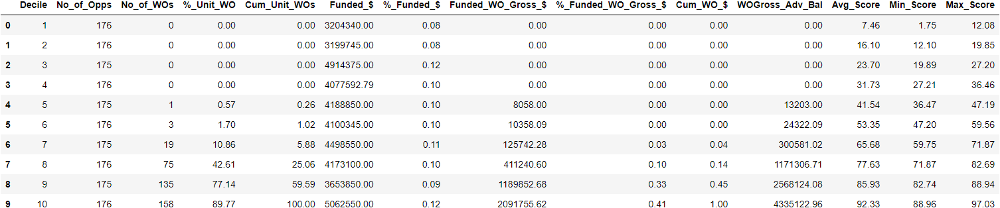 Decile No_of_Opps No_of_WOs %_Unit_WO Cum_Unit_WOs Funded_$ %_Funded_$ Funded_WO_Gross_$ %_Funded_WO_Gross_$ Cum_WO_$ WOGross_Adv_Bal Avg_Score Min_Score Max_Score
0 1 176 0 0.00 0.00 3204340.00 0.08 0.00 0.00 0.00 0.00 7.46 1.75 12.08
1 2 176 0 0.00 0.00 3199745.00 0.08 0.00 0.00 0.00 0.00 16.10 12.10 19.85
2 3 175 0 0.00 0.00 4914375.00 0.12 0.00 0.00 0.00 0.00 23.70 19.89 27.20
3 4 176 0 0.00 0.00 4077592.79 0.10 0.00 0.00 0.00 0.00 31.73 27.21 36.46
4 5 175 1 0.57 0.26 4188850.00 0.10 8058.00 0.00 0.00 13203.00 41.54 36.47 47.19
5 6 176 3 1.70 1.02 4100345.00 0.10 10358.09 0.00 0.00 24322.09 53.35 47.20 59.56
6 7 175 19 10.86 5.88 4498550.00 0.11 125742.28 0.03 0.04 300581.02 65.68 59.75 71.87
7 8 176 75 42.61 25.06 4173100.00 0.10 411240.60 0.10 0.14 1171306.71 77.63 71.87 82.69
8 9 175 135 77.14 59.59 3653850.00 0.09 1189852.68 0.33 0.45 2568124.08 85.93 82.74 88.94
9 10 176 158 89.77 100.00 5062550.00 0.12 2091755.62 0.41 1.00 4335122.96 92.33 88.96 97.03